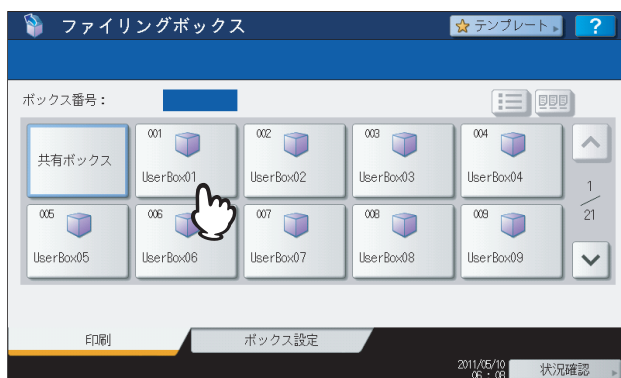 ファイリングボックス
テンプレート
?
ボックス番号：
共有ボックス
001
UserBox01
002
UserBox02
003
UserBox03
004
UserBox04
005
UserBox05
006
UserBox06
007
UserBox07
008
UserBox08
009
UserBox09
1
21
印刷
ボックス設定
2011/05/10
06：08
状況確認